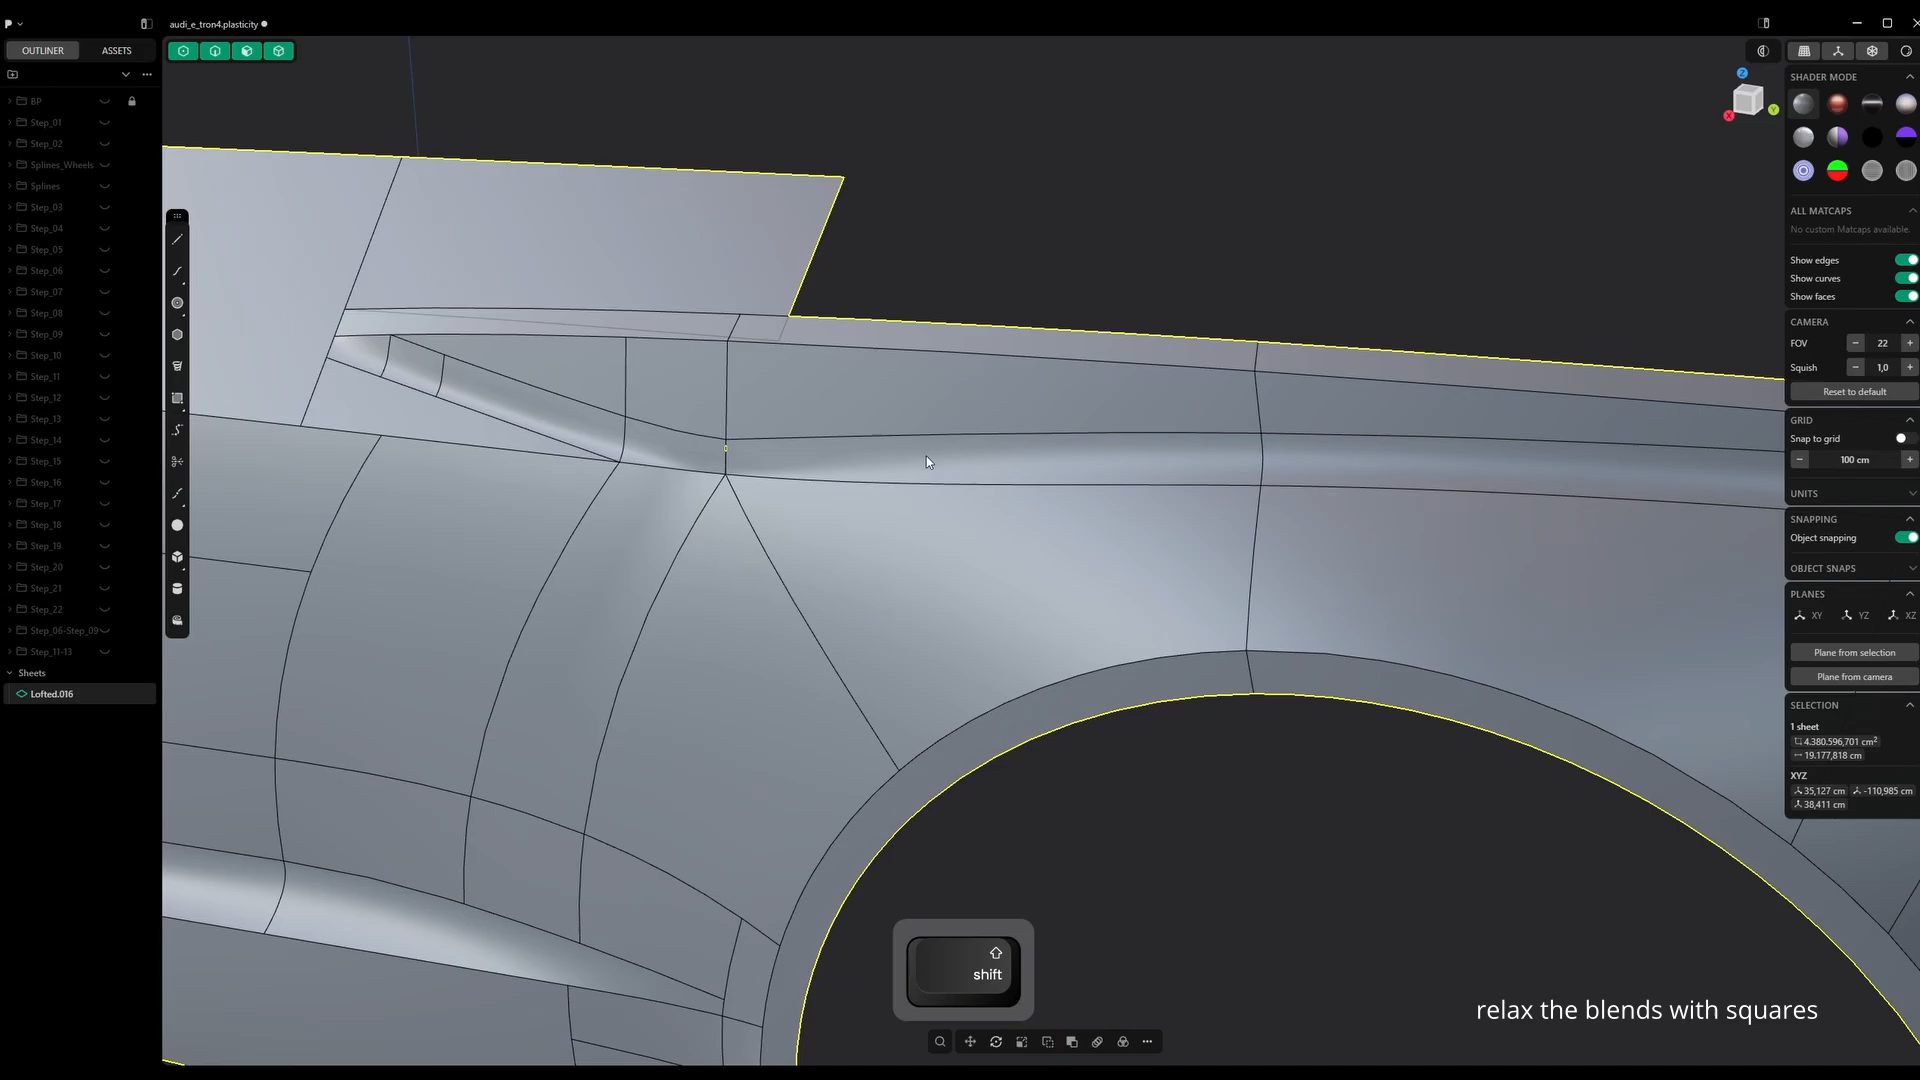 audi_e_tron4.plasticity
OUTLINER
ASSETS
BP
Step_01
Step_02
Splines_Wheels
Splines
Step_03
Step_04
Step_05
Step_06
Step_07
Step_08
Step_09
Step_10
Step_11
Step_12
Step_13
Step_14
Step_15
Step_16
Step_17
Step_18
Step_19
Step_20
Step_21
Step_22
Step_06-Step_09
Step_11-13
Sheets
Lofted.016
Z
Y
X
SHADER MODE
ALL MATCAPS
No custom Matcaps available.
Show edges
Show curves
Show faces
CAMERA
FOV
22
Squish
1,0
Reset to default
GRID
Snap to grid
100 cm
UNITS
SNAPPING
Object snapping
OBJECT SNAPS
PLANES
XY
YZ
XZ
Plane from selection
Plane from camera
SELECTION
1 sheet
4.380.596,701 cm²
19.177,818 cm
XYZ
35,127 cm
-110,985 cm
38,411 cm
shift
relax the blends with squares